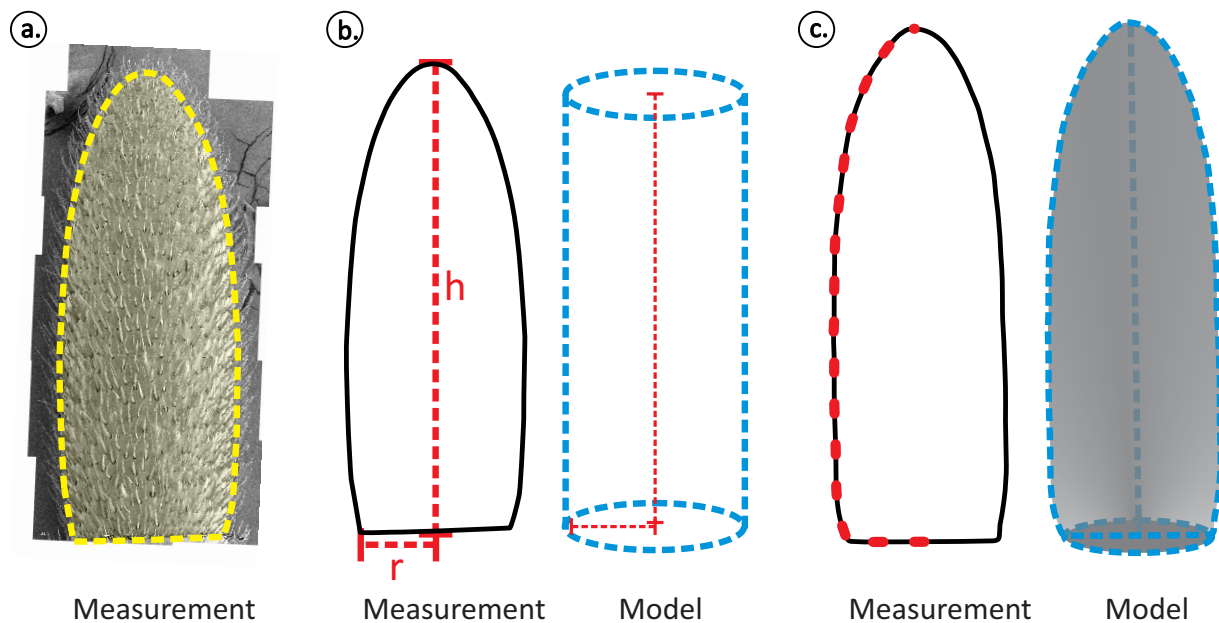 a.
b.
c.
h
r
Measurement
Measurement
Model
Measurement
Model